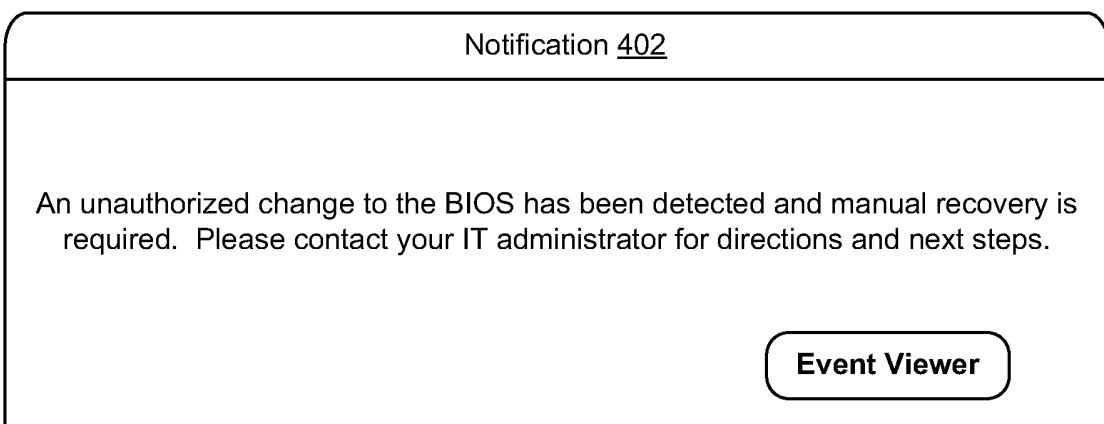 Notification 402
An unauthorized change to the BIOS has been detected and manual recovery is
required.  Please contact your IT administrator for directions and next steps.
Event Viewer